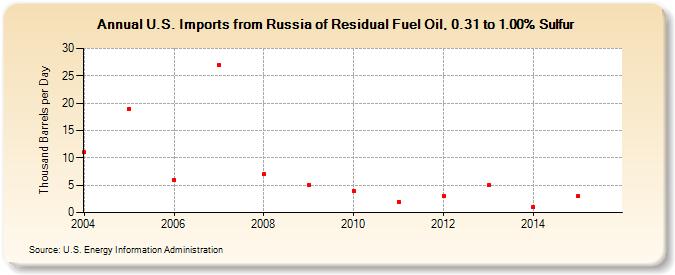 Annual U.S. Imports from Russia of Residual Fuel Oil, 0.31 to 1.00% Sulfur
Thousand Barrels per Day
30
25
20
15
10
5
0
2004 2006 2008 2010 2012 2014
Source: U.S. Energy Information Administration